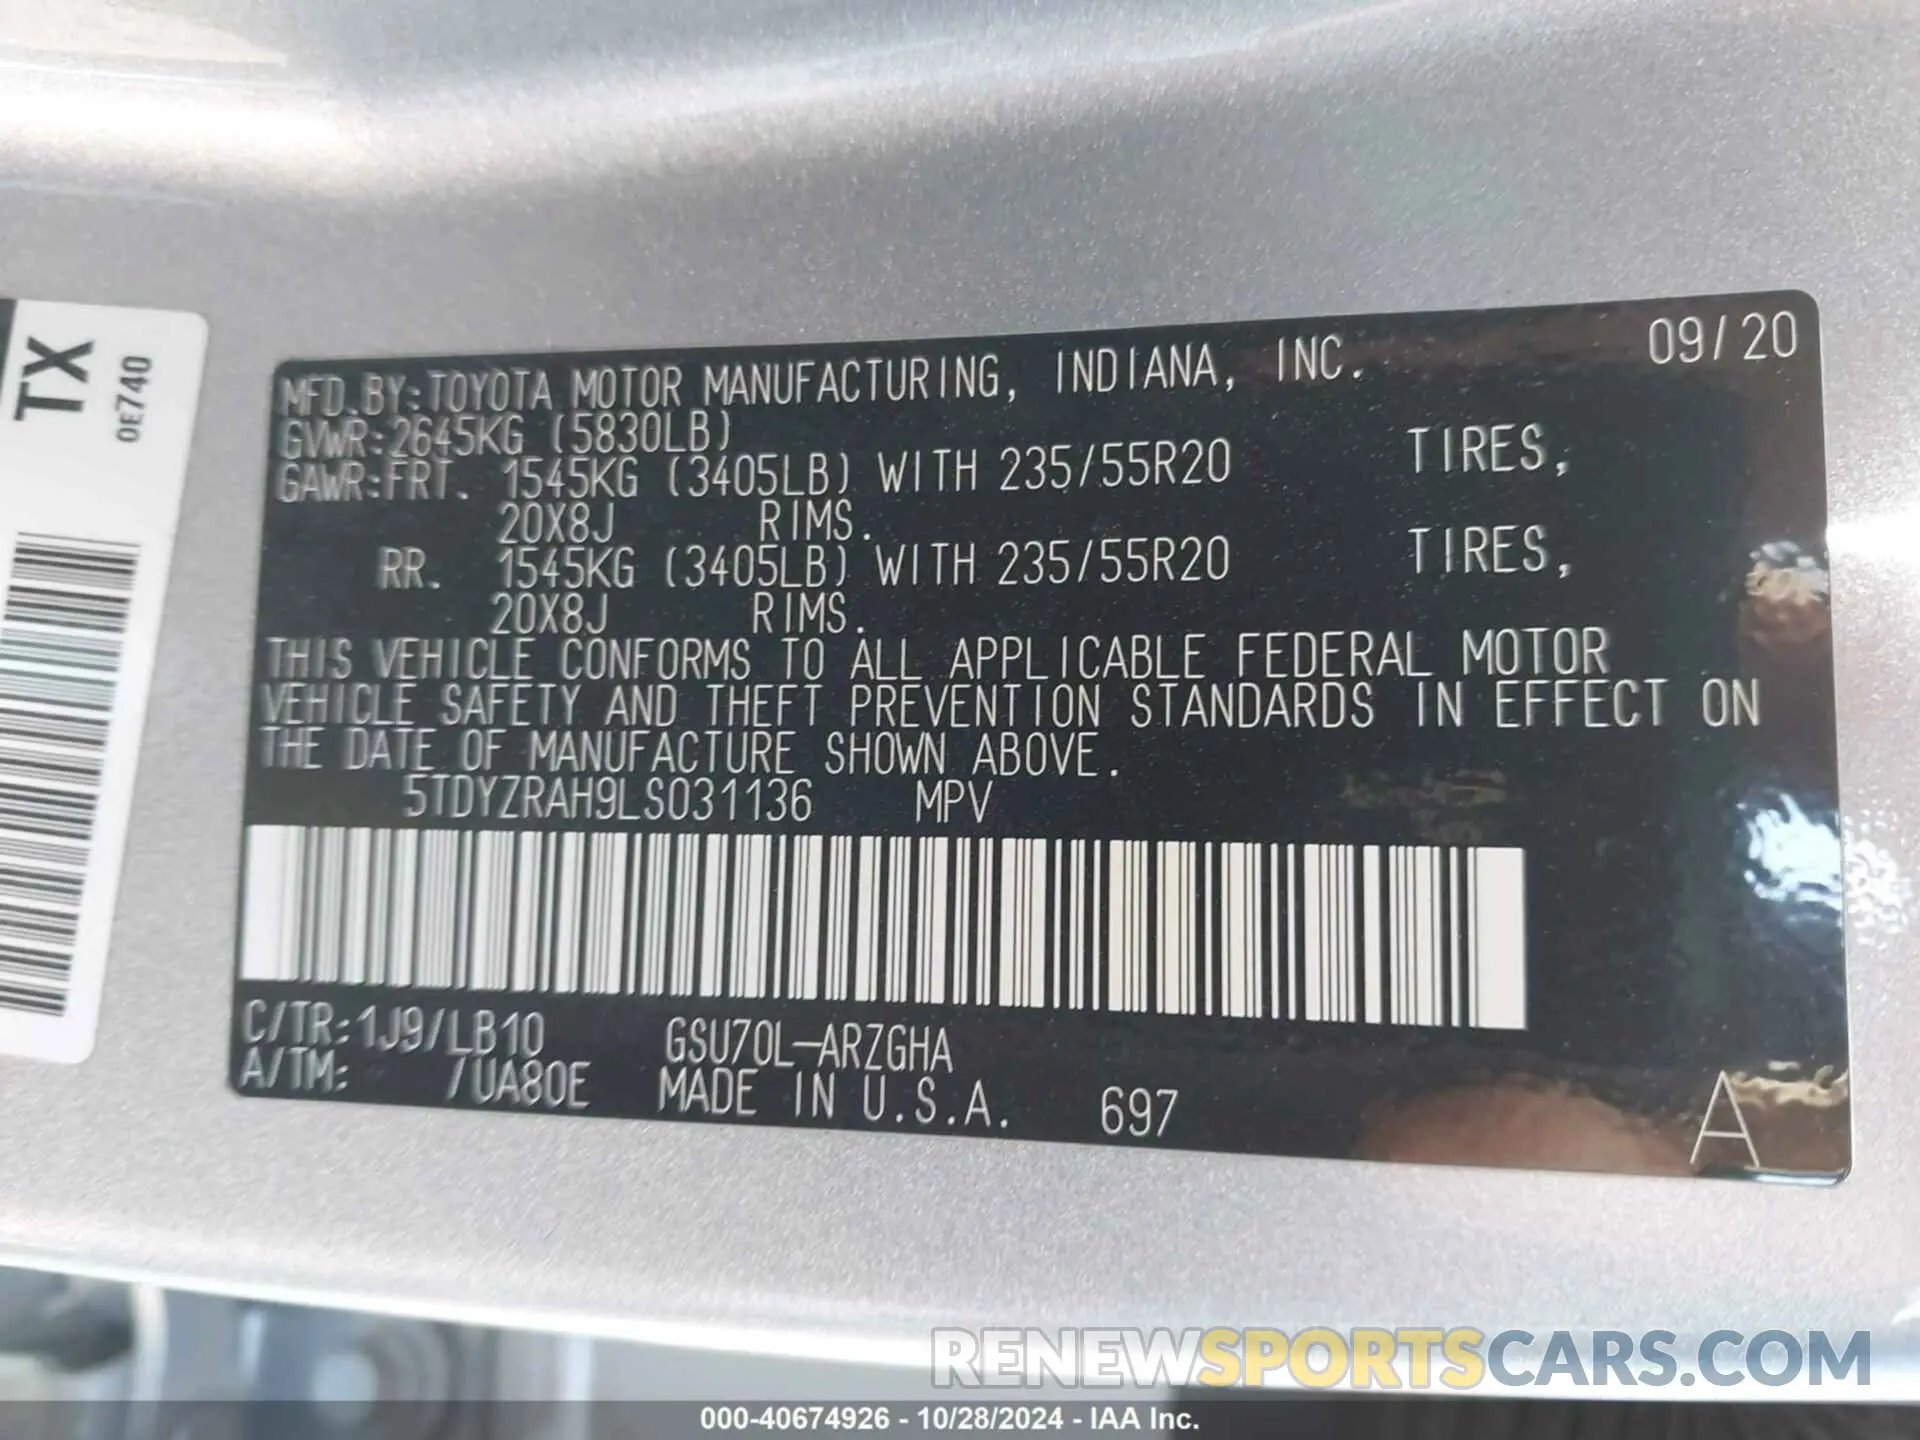 TX
0E740
09/20
MFD.BY:TOYOTA MOTOR MANUFACTURING, INDIANA, INC.
GVWR:2645KG (5830LB)
GAWR:FRT. 1545KG (3405LB) WITH 235/55R20 TIRES,
20X8J RIMS.
RR. 1545KG (3405LB) WITH 235/55R20 TIRES,
20X8J RIMS.
THIS VEHICLE CONFORMS TO ALL APPLICABLE FEDERAL MOTOR
VEHICLE SAFETY AND THEFT PREVENTION STANDARDS IN EFFECT ON
THE DATE OF MANUFACTURE SHOWN ABOVE.
5TDYZRAH9LS031136 MPV
C/TR:1J9/LB10 GSU70L-ARZGHA
A/TM: /UA80E MADE IN U.S.A. 697
A
RENEWSPORTSCARS.COM
000-40674926 - 10/28/2024 - IAA Inc.